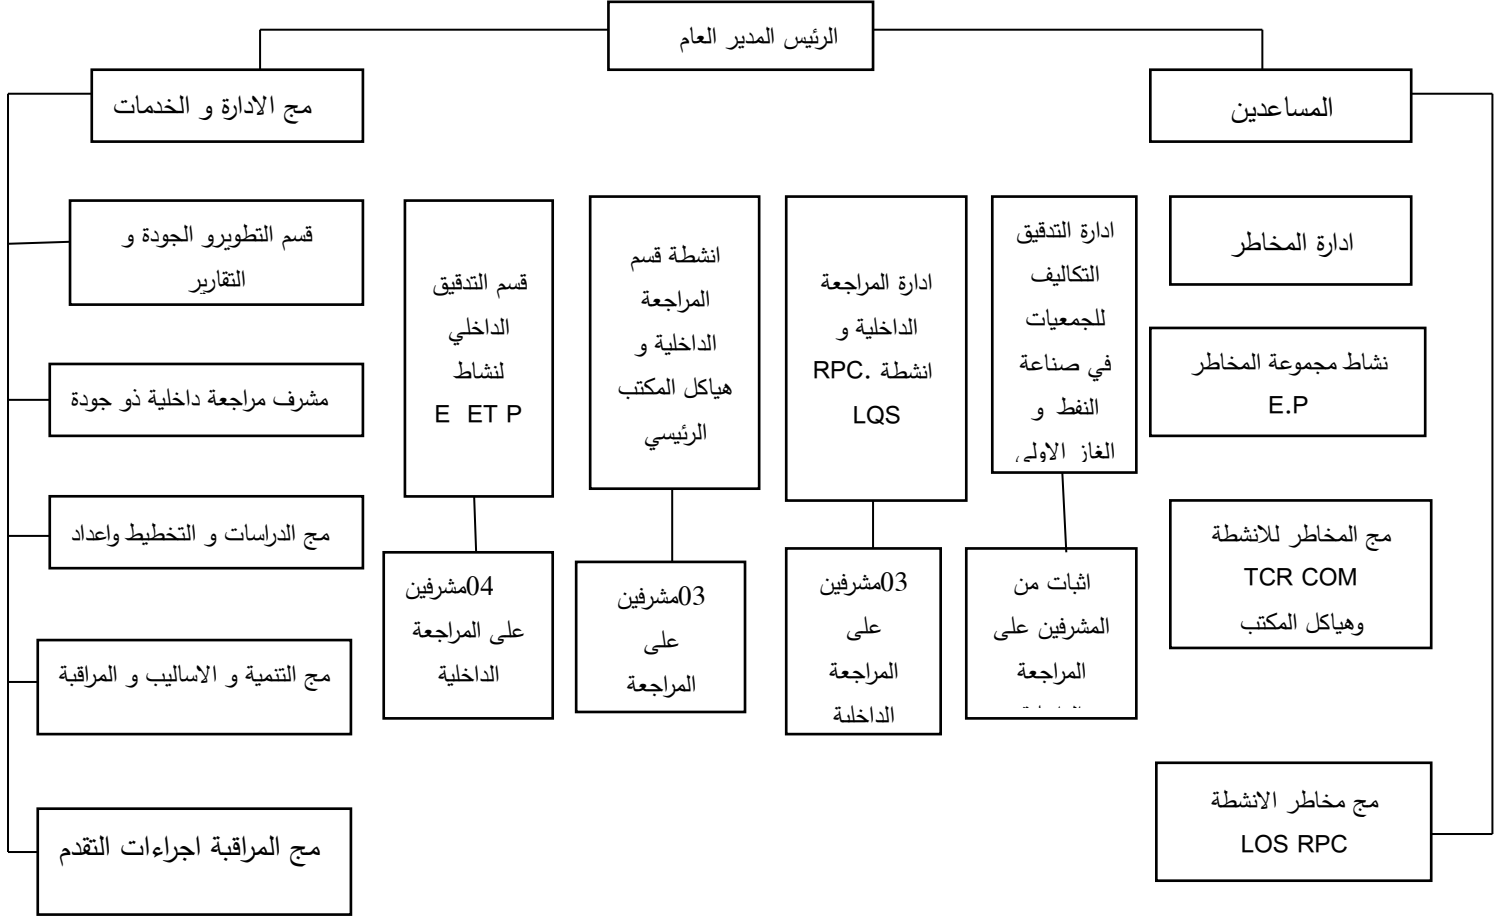 الرئيس المدير العام
المساعدين
مج الادارة و الخدمات
ادارة المخاطر
نشاط مجموعة المخاطر
E.P
مج المخاطر للانشطة
TCR COM
وهياكل المكتب
مج مخاطر الانشطة
LOS RPC
ادارة التدقيق
التكاليف
للجمعيات
في صناعة
النفط و
الغاز الاولي
اثبات من
المشرفين على
المراجعة
ادارة المراجعة
الداخلية و
انشطة RPC.
LQS
03مشرفين
على
المراجعة
الداخلية
انشطة قسم
المراجعة
الداخلية و
هياكل المكتب
الرئيسي
03مشرفين
على
المراجعة
قسم التدقيق
الداخلي
لنشاط
E ET P
04مشرفين
على المراجعة
الداخلية
قسم التطويرو الجودة و
التقارير
مشرف مراجعة داخلية ذو جودة
مج الدراسات و التخطيط واعداد
مج التنمية و الاساليب و المراقبة
مج المراقبة اجراءات التقدم